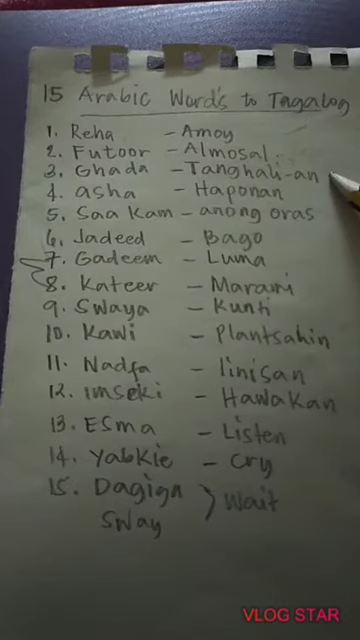 15 Arabic Word's to Tagalog
1. Reha - Amoy
2. Futoor - Almosal
3. Ghada - Tanghali-an
4. asha - Haponan
5. Saa Kam - anong oras
6. Jadeed - Bago
7. Gadeem - Luma
8. Kateer - Marami
9. Swaya - Kunti
10. Kawi - Plantsahin
11. Nadfa - linisan
12. imseki - Hawakan
13. Esma - Listen
14. Yabkie - Cry
15. Dagiga } Wait
Sway
VLOG STAR